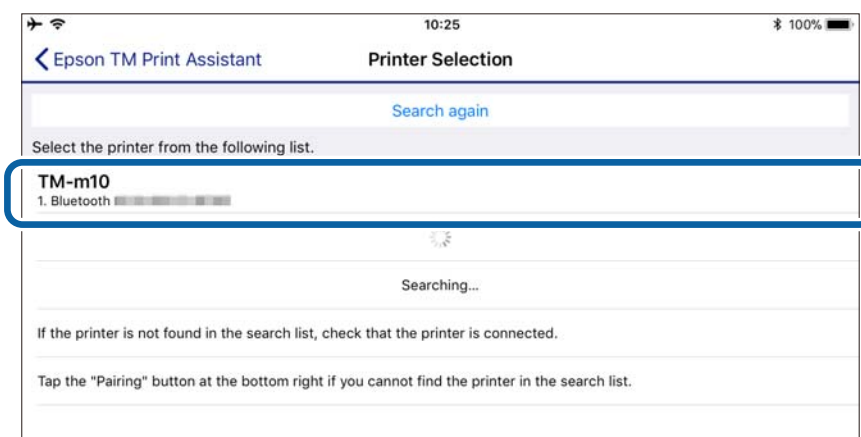 10:25
100%
Epson TM Print Assistant
Printer Selection
Search again
Select the printer from the following list.
TM-m10
1. Bluetooth
Searching...
If the printer is not found in the search list, check that the printer is connected.
Tap the "Pairing" button at the bottom right if you cannot find the printer in the search list.